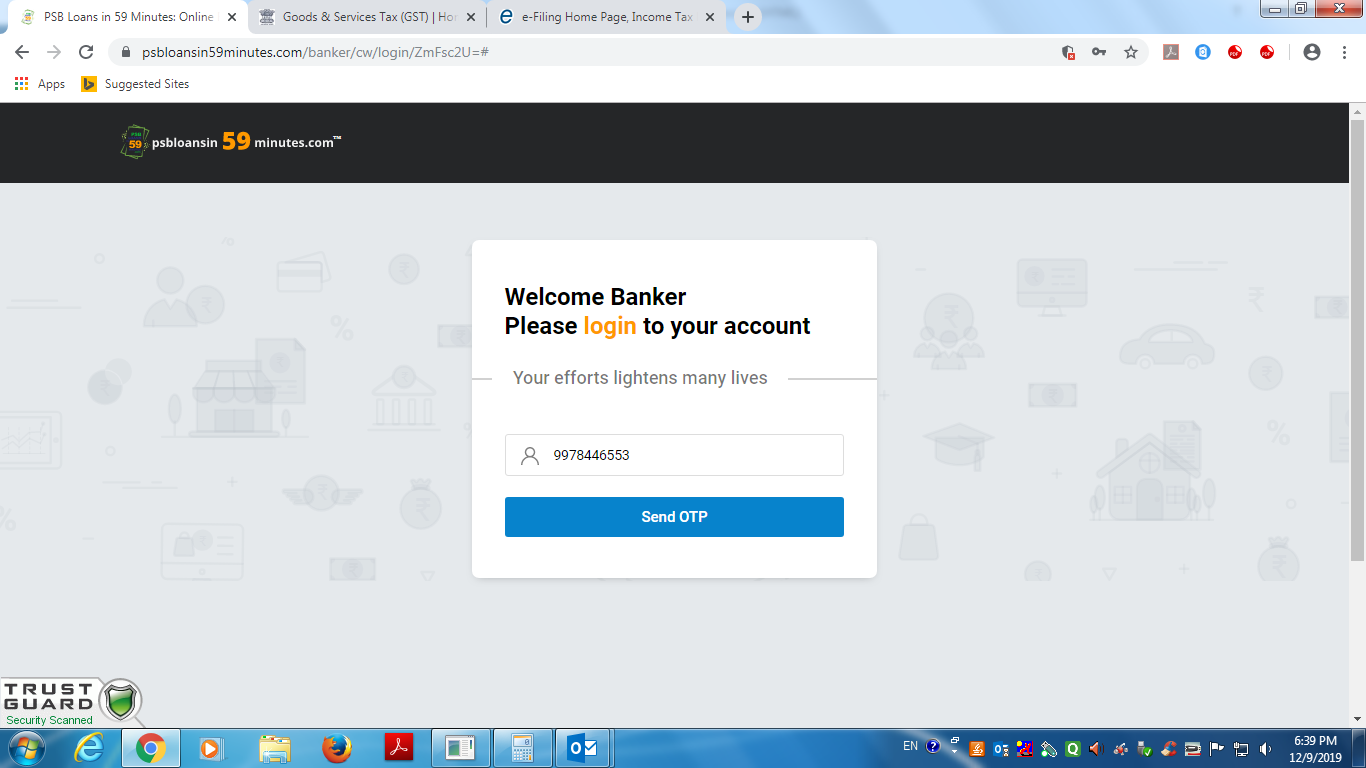 PSB Loans in 59 Minutes: Online
Goods & Services Tax (GST) | Hor
e-Filing Home Page, Income Tax
psbloansin59minutes.com/banker/cw/login/ZmFsc2U=#
Apps
Suggested Sites
PSB
59
psbloansin 59 minutes.com™
Welcome Banker
Please login to your account
Your efforts lightens many lives
9978446553
Send OTP
TRUST
GUARD
Security Scanned
EN
6:39 PM
12/9/2019